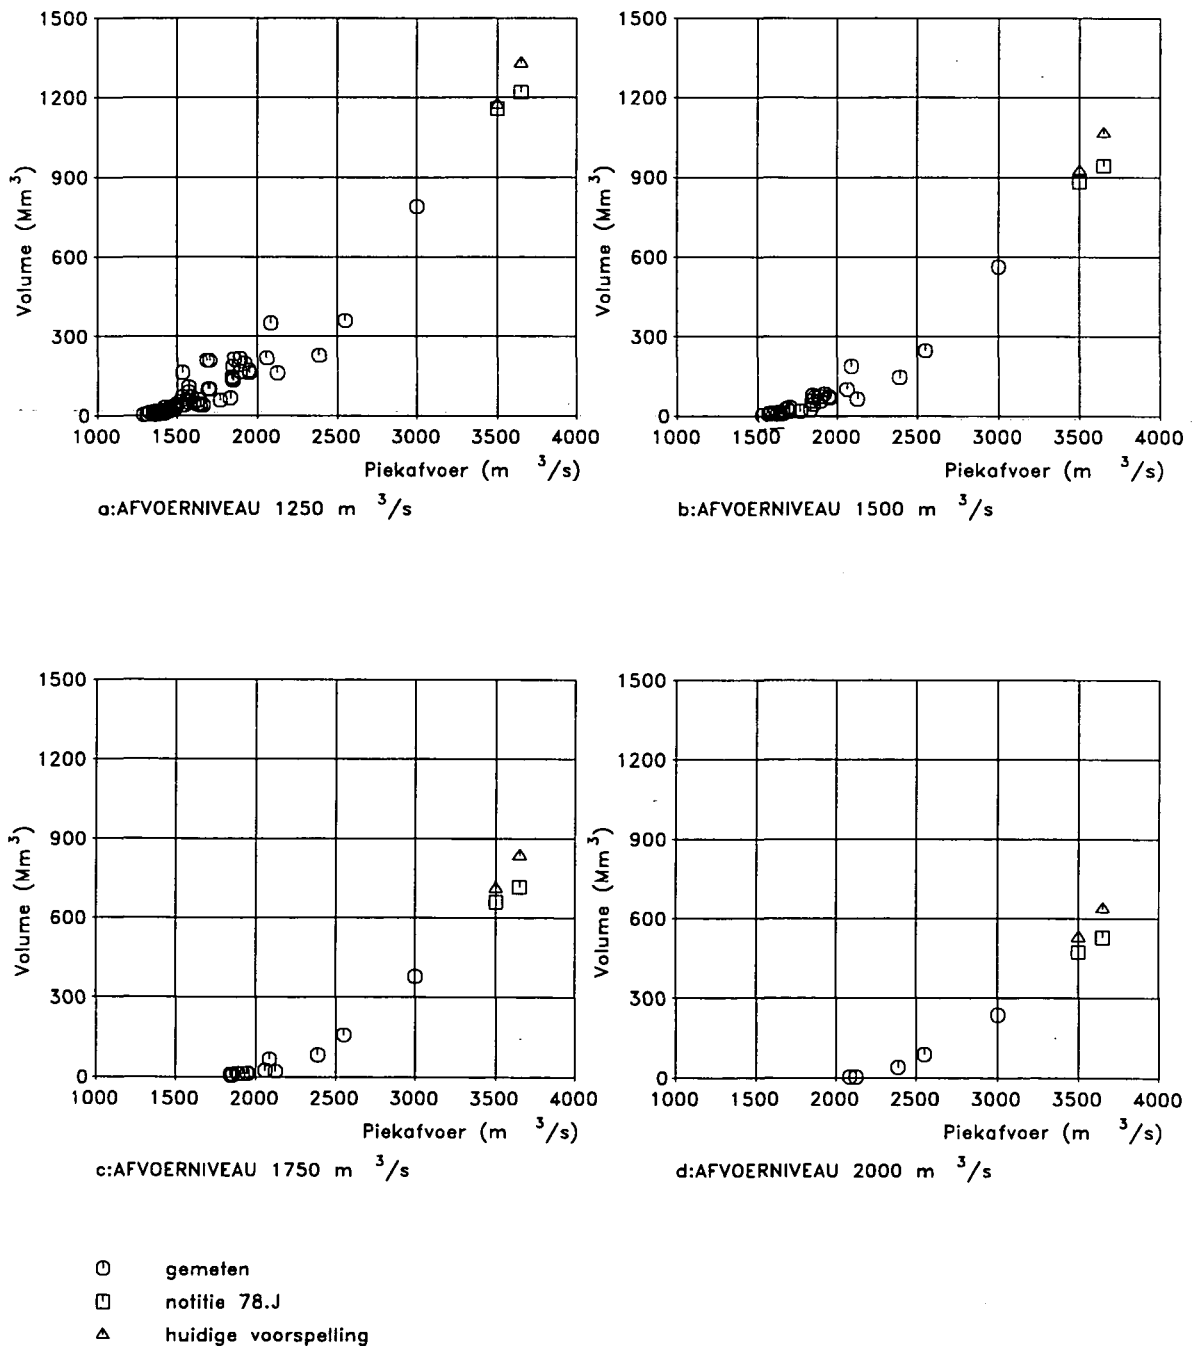 1500
1200
900
600
300
0
Volume (Mm³)
1000 1500 2000 2500 3000 3500 4000
Piekafvoer (m ³/s)
a:AFVOERNIVEAU 1250 m ³/s
1500
1200
900
600
300
0
Volume (Mm³)
1000 1500 2000 2500 3000 3500 4000
Piekafvoer (m ³/s)
b:AFVOERNIVEAU 1500 m ³/s
1500
1200
900
600
300
0
Volume (Mm³)
1000 1500 2000 2500 3000 3500 4000
Piekafvoer (m ³/s)
c:AFVOERNIVEAU 1750 m ³/s
1500
1200
900
600
300
0
Volume (Mm³)
1000 1500 2000 2500 3000 3500 4000
Piekafvoer (m ³/s)
d:AFVOERNIVEAU 2000 m ³/s
gemeten
notitie 78.J
huidige voorspelling